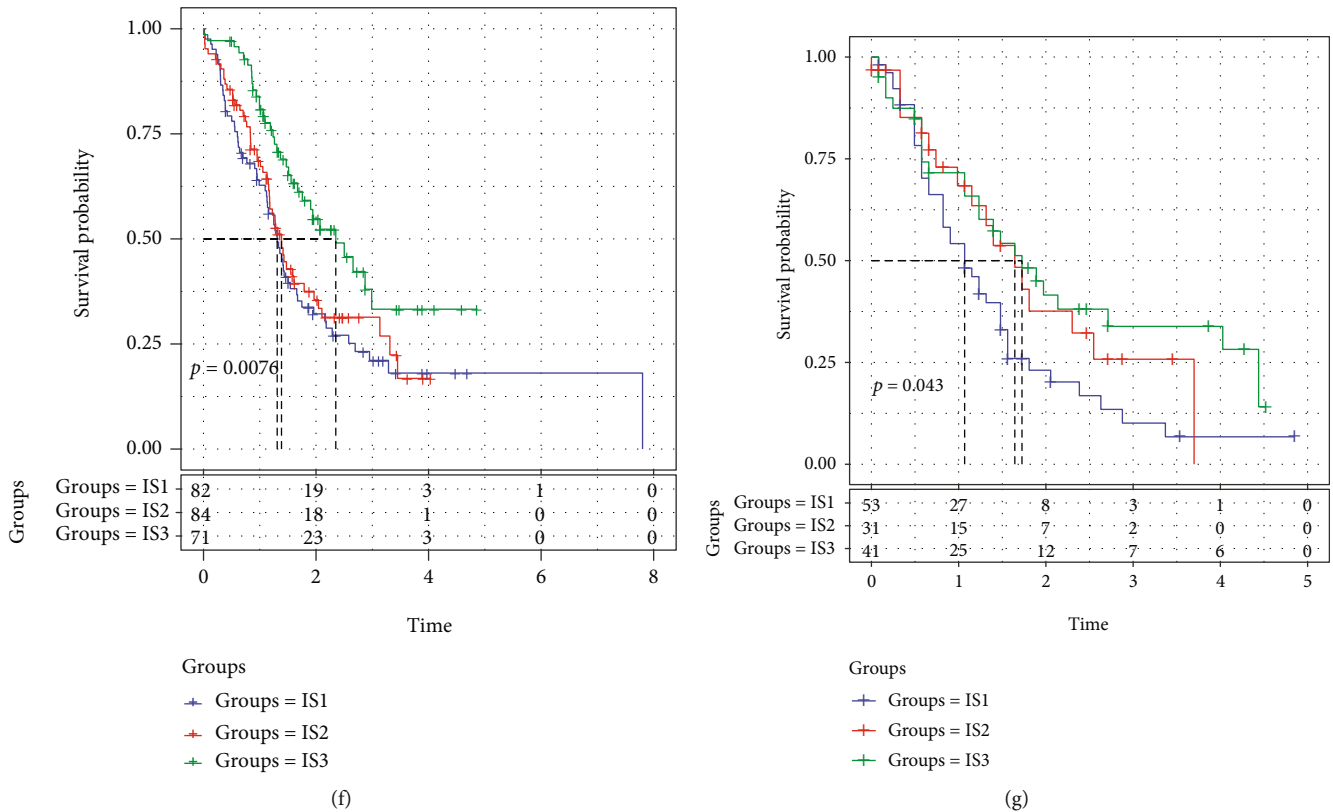 1.00
0.75
0.50
0.25
0.00
Survival probability
p = 0.0076
Groups
Groups = IS1 82 19 3 1 0
Groups = IS2 84 18 1 0 0
Groups = IS3 71 23 3 0 0
0 2 4 6 8
Time
Groups
Groups = IS1
Groups = IS2
Groups = IS3
(f)
1.00
0.75
0.50
0.25
0.00
Survival probability
p = 0.043
Groups
Groups = IS1 53 27 8 3 1 0
Groups = IS2 31 15 7 2 0 0
Groups = IS3 41 25 12 7 6 0
0 1 2 3 4 5
Time
Groups
Groups = IS1
Groups = IS2
Groups = IS3
(g)